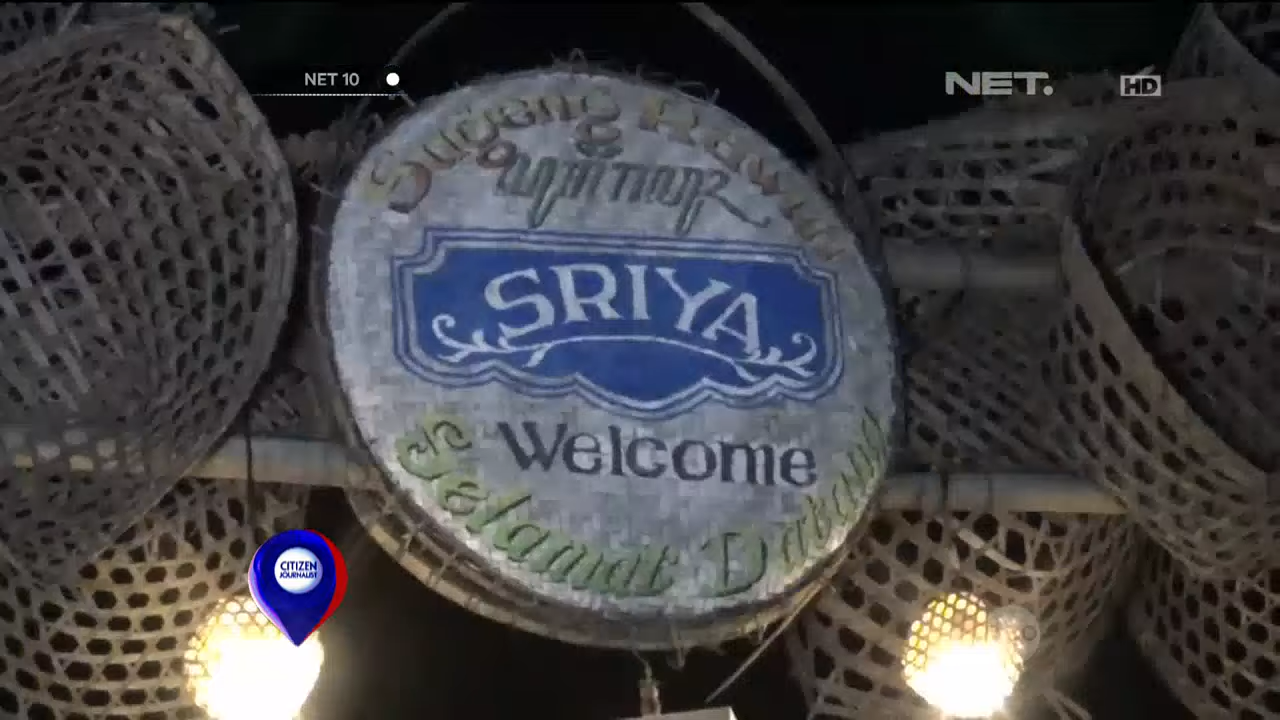 NET 10
NET.
HD
Sugeng Rawuh
SRIYA
Welcome
Selamat Datang
CITIZEN
JOURNALIST